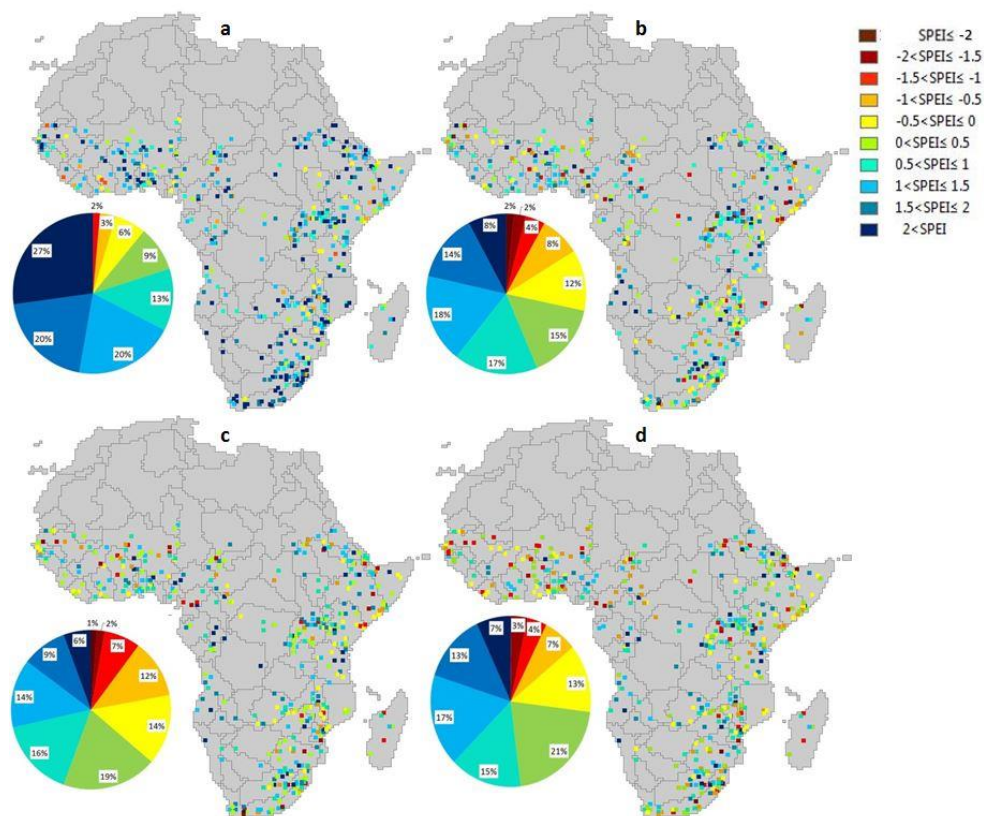 a
b
SPEI≤ -2
-2<SPEI≤ -1.5
-1.5<SPEI≤ -1
-1<SPEI≤ -0.5
-0.5<SPEI≤ 0
0<SPEI≤ 0.5
0.5<SPEI≤ 1
1<SPEI≤ 1.5
1.5<SPEI≤ 2
2<SPEI
2%
3%
6%
9%
13%
20%
20%
27%
2%
2%
4%
8%
12%
15%
17%
18%
14%
8%
c
d
1%
2%
7%
12%
14%
19%
16%
14%
9%
6%
3%
4%
7%
13%
21%
15%
17%
13%
7%